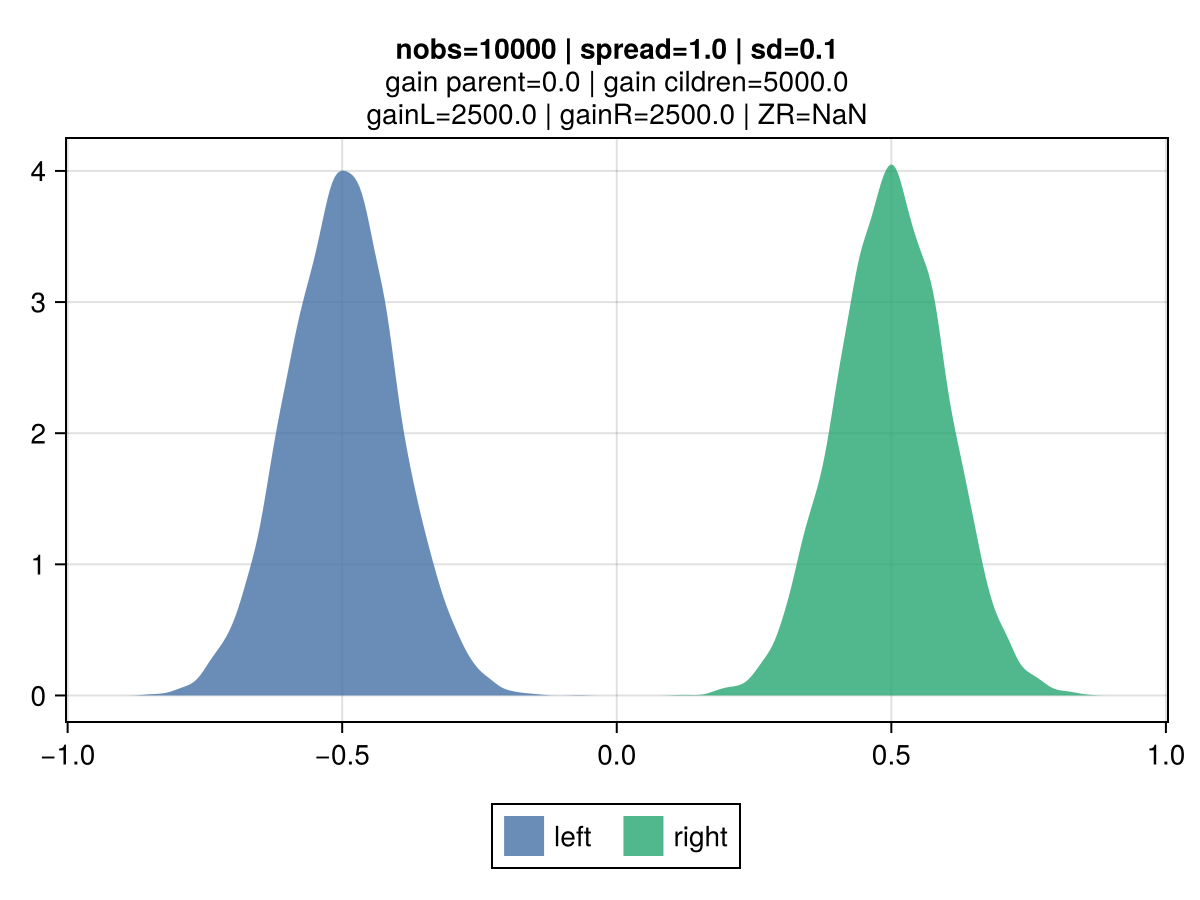 nobs=10000 | spread=1.0 | sd=0.1
gain parent=0.0 | gain cildren=5000.0
gainL=2500.0 | gainR=2500.0 | ZR=NaN
4
3
2
1
0
−1.0 −0.5 0.0 0.5 1.0
left right